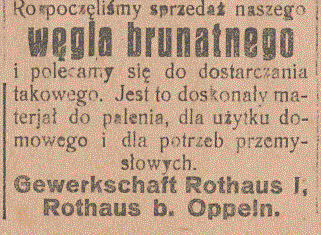 Rozpoczęliśmy sprzedaż naszego
węgla brunatnego
i polecamy się do dostarczania
takowego. Jest to doskonały ma-
terjał do palenia, dla użytku do-
mowego i dla potrzeb przemy-
słowych.
Gewerkschaft Rothaus I,
Rothaus b. Oppeln.